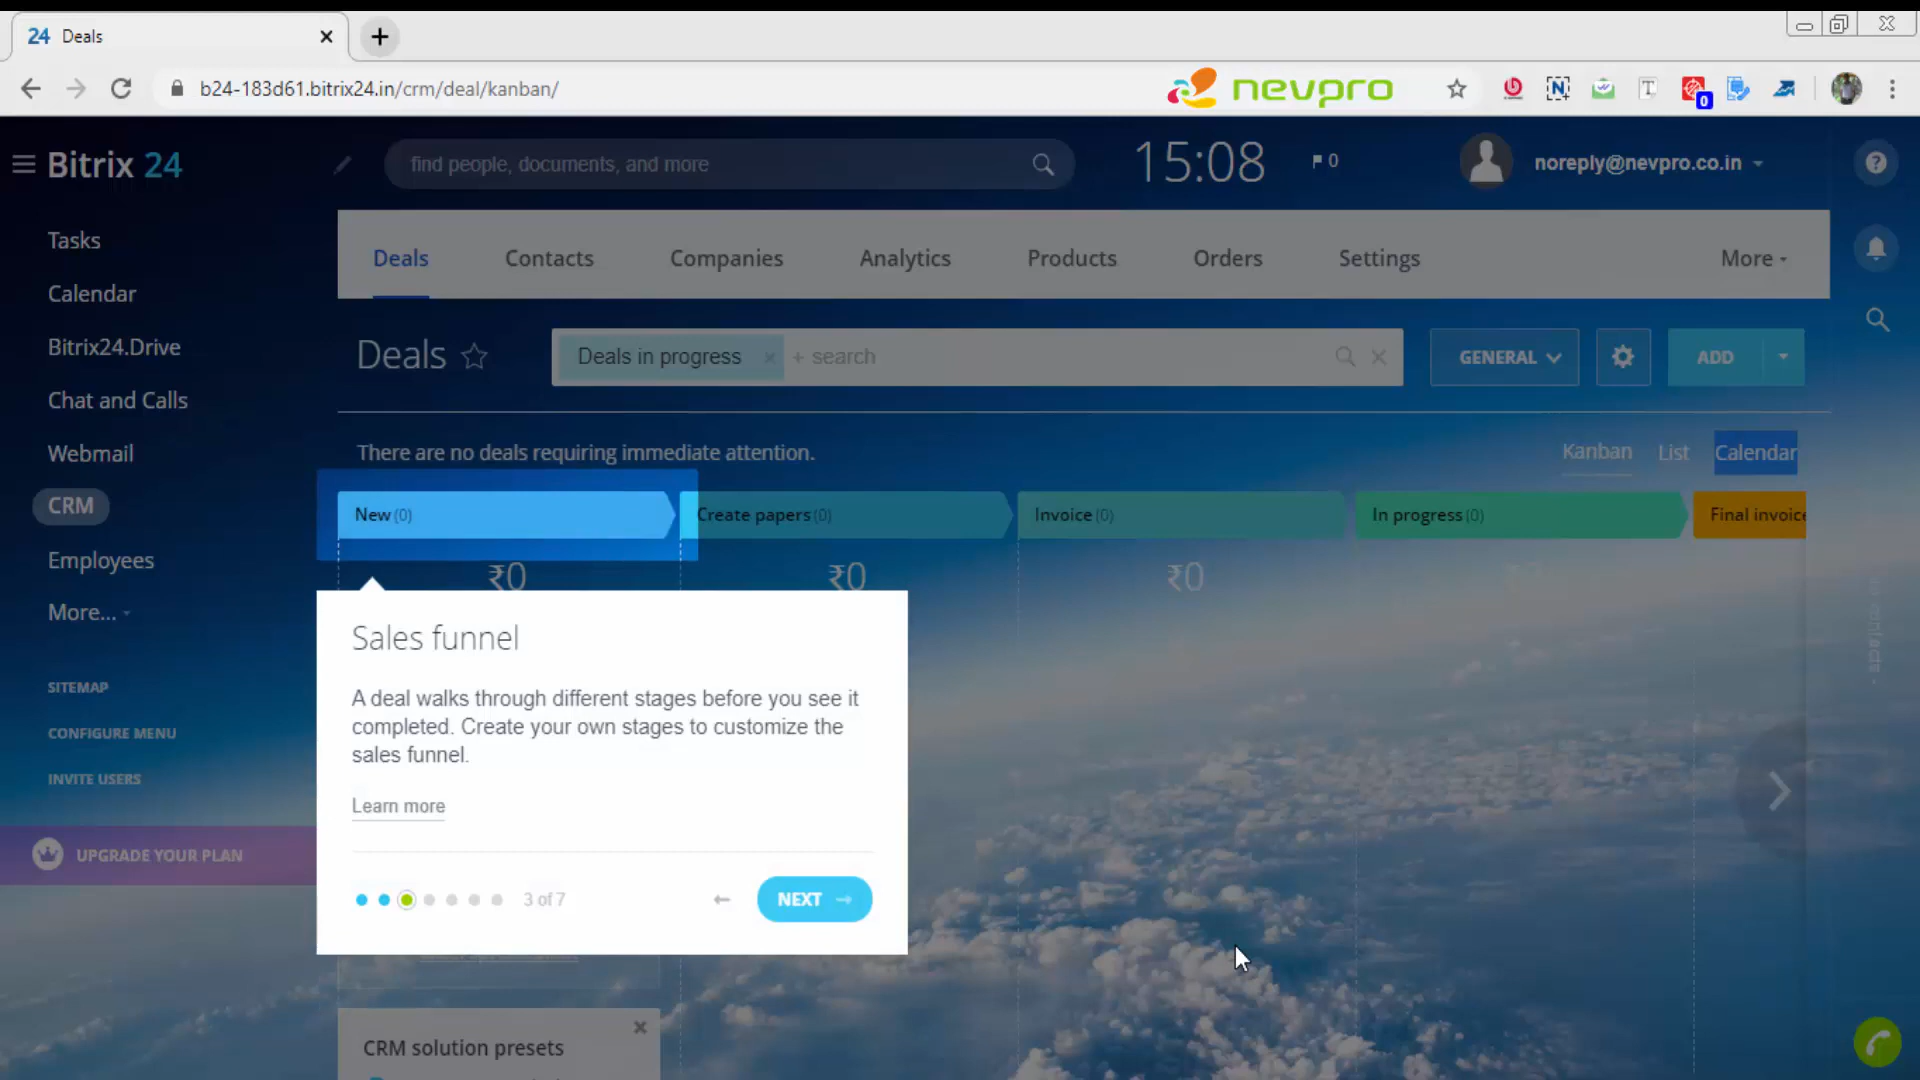 24 Deals
b24-183d61.bitrix24.in/crm/deal/kanban/
nevpro
0
Bitrix 24
find people, documents, and more
15:08
0
noreply@nevpro.co.in
Tasks
Calendar
Bitrix24.Drive
Chat and Calls
Webmail
CRM
Employees
More...
SITEMAP
CONFIGURE MENU
INVITE USERS
UPGRADE YOUR PLAN
Deals Contacts Companies Analytics Products Orders Settings More
Deals
Deals in progress × + search
GENERAL
ADD
There are no deals requiring immediate attention.
Kanban List Calendar
New (0) Create papers (0) Invoice (0) In progress (0) Final invoice
₹0 ₹0 ₹0
Sales funnel
A deal walks through different stages before you see it
completed. Create your own stages to customize the
sales funnel.
Learn more
3 of 7
NEXT
CRM solution presets